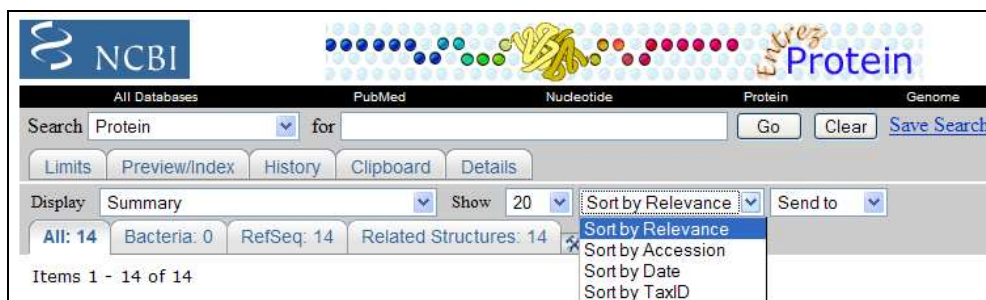 NCBI
Entrez Protein
All Databases PubMed Nucleotide Protein Genome
Search Protein for Go Clear Save Search
Limits Preview/Index History Clipboard Details
Display Summary Show 20 Sort by Relevance Send to
All: 14 Bacteria: 0 RefSeq: 14 Related Structures: 14
Sort by Relevance
Sort by Accession
Sort by Date
Sort by TaxID
Items 1 - 14 of 14